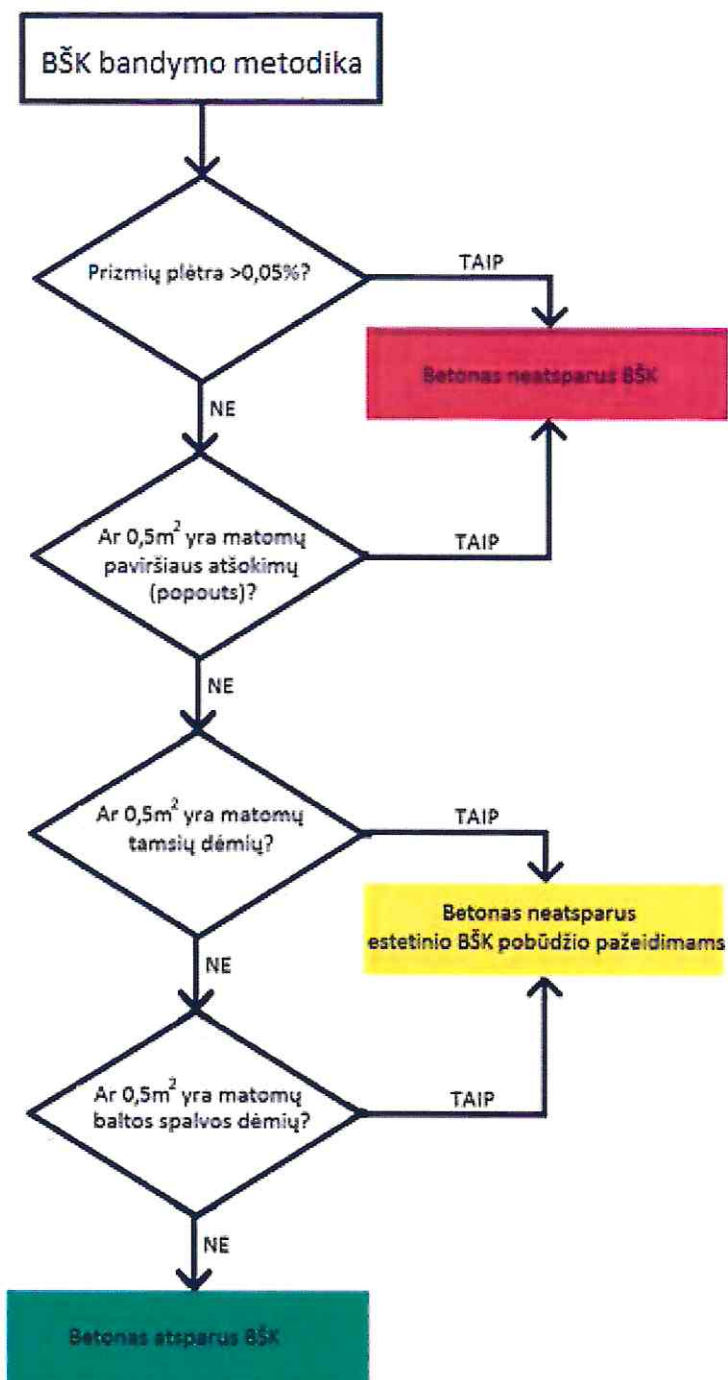 BŠK bandymo metodika
Prizmių plėtra >0,05%?
TAIP
Betonas neatsparus BŠK
NE
Ar 0,5m² yra matomų
paviršiaus atšokimų
(popouts)?
TAIP
NE
Ar 0,5m² yra matomų
tamsių dėmių?
TAIP
Betonas neatsparus
estetinio BŠK pobūdžio pažeidimams
NE
Ar 0,5m² yra matomų
baltos spalvos dėmių?
TAIP
NE
Betonas atsparus BŠK